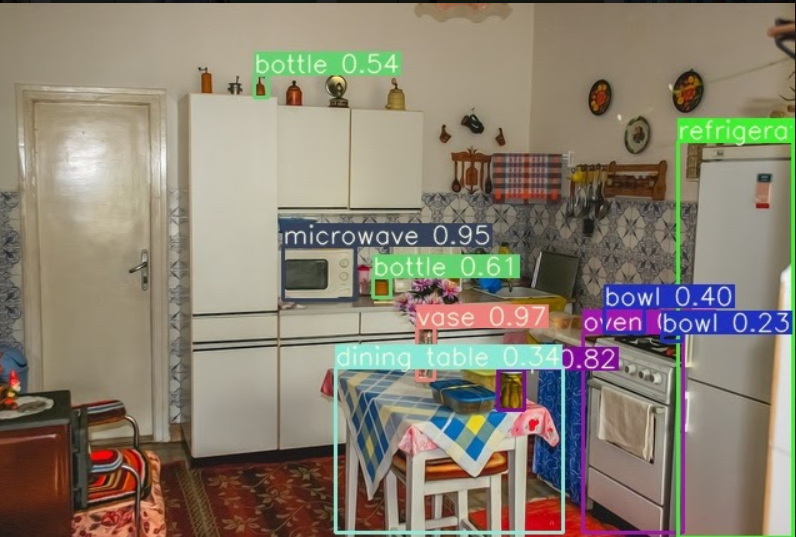 bottle 0.54
refrigera
microwave 0.95
bottle 0.61
bowl 0.40
vase 0.97
oven
bowl 0.23
dining table 0.34
0.82